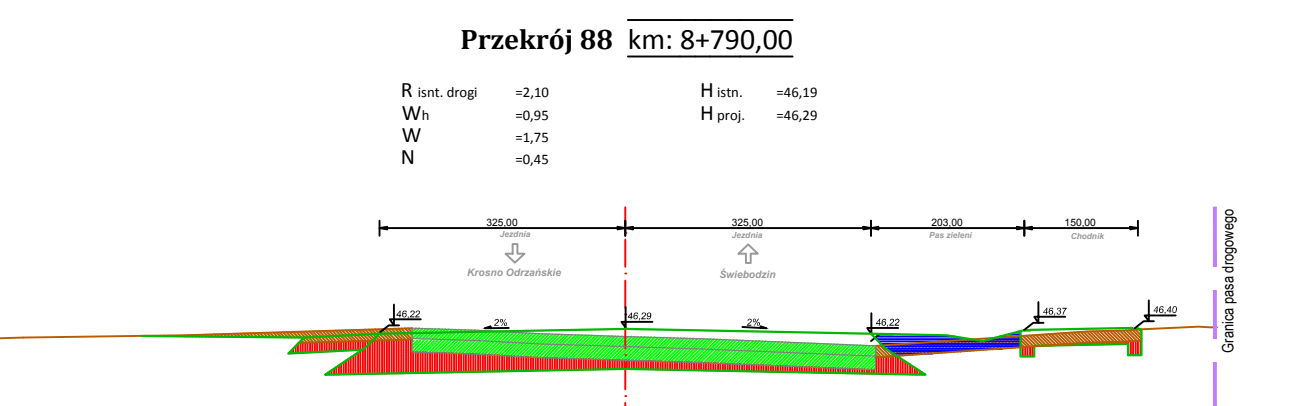 Przekrój 88 km: 8+790,00
R isnt. drogi =2,10
Wh =0,95
W =1,75
N =0,45
H istn. =46,19
H proj. =46,29
325,00 325,00 203,00 150,00
Jezdnia Jezdnia Pas zieleni Chodnik
Krosno Odrzańskie Świebodzin
46,22 2% 46,29 2% 46,22 46,37 46,40
Granica pasa drogowego